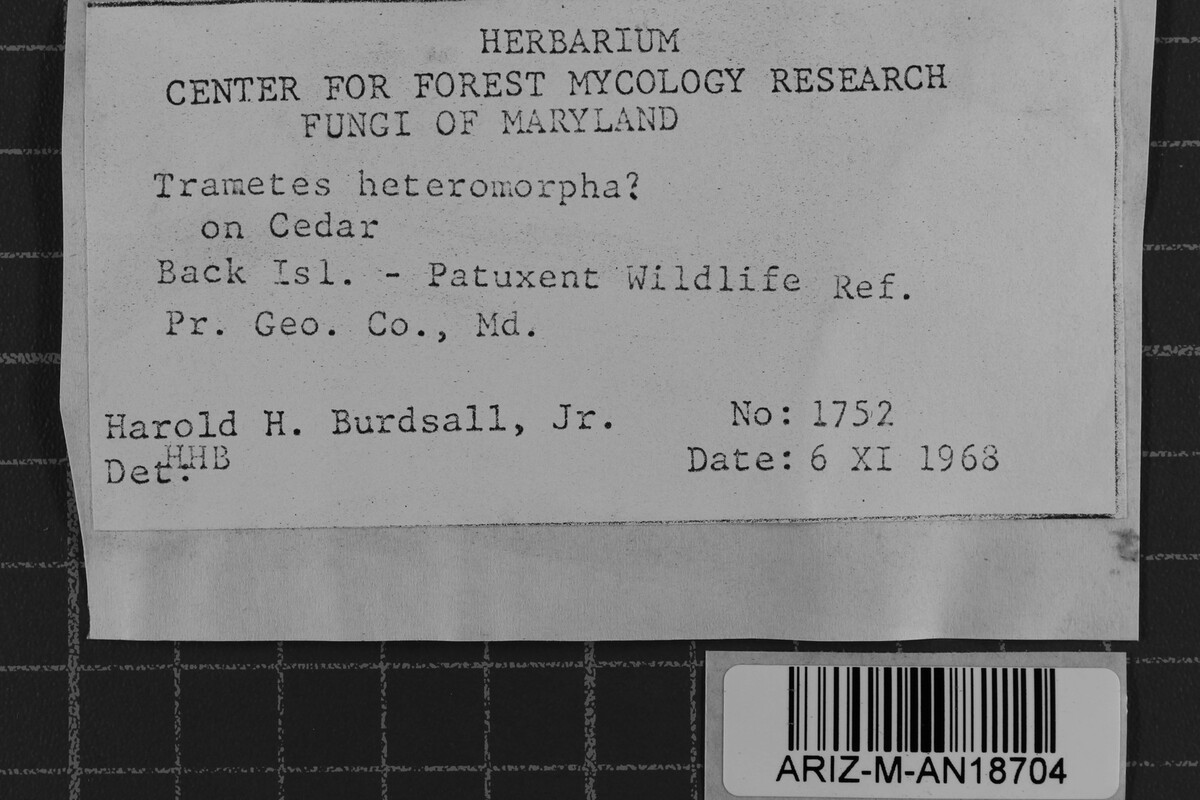 HERBARIUM
CENTER FOR FOREST MYCOLOGY RESEARCH
FUNGI OF MARYLAND
Trametes heteromorpha?
on Cedar
Back Isl. - Patuxent Wildlife Ref.
Pr. Geo. Co., Md.
Harold H. Burdsall, Jr. No: 1752
Det: HHB Date: 6 XI 1968
ARIZ-M-AN18704